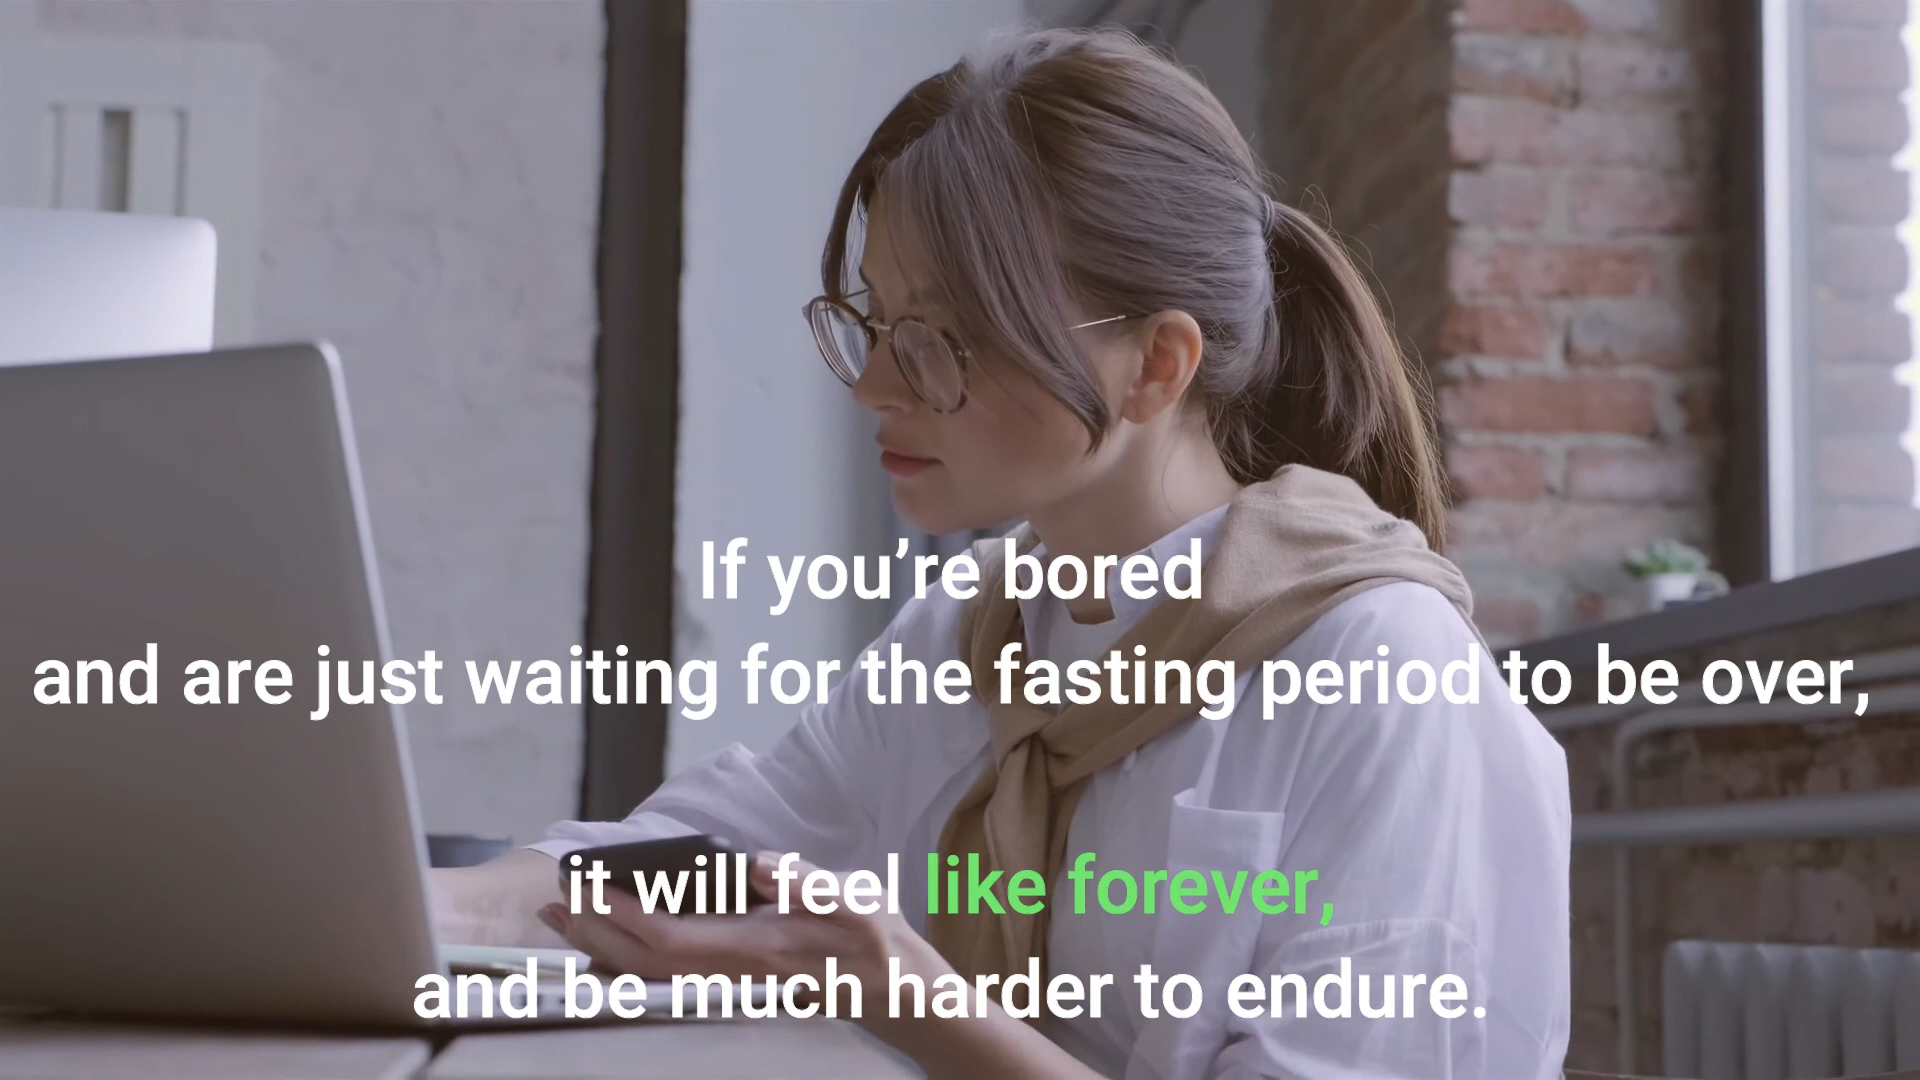 If you’re bored
and are just waiting for the fasting period to be over,
it will feel like forever,
and be much harder to endure.